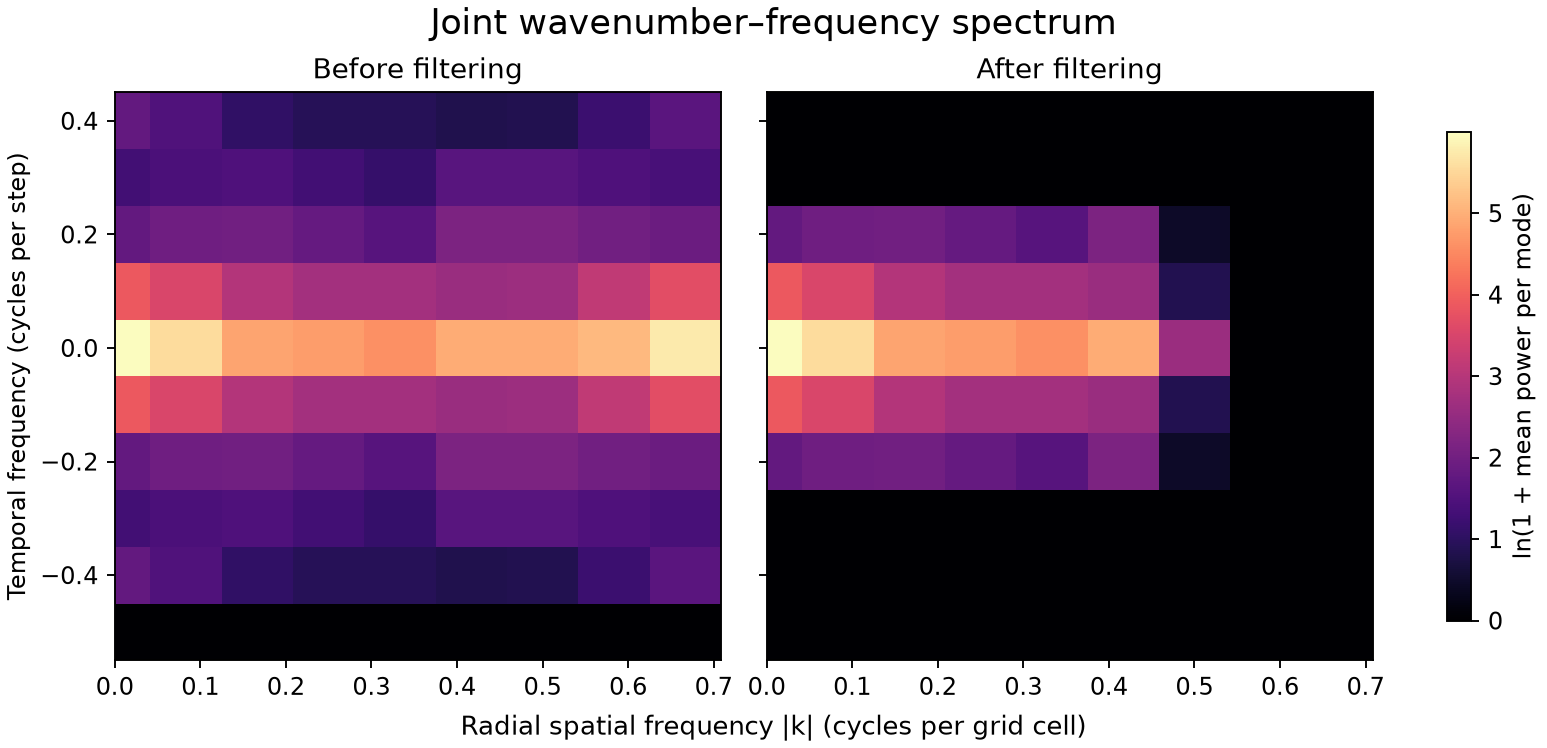 Joint wavenumber–frequency spectrum
Before filtering
After filtering
Temporal frequency (cycles per step)
0.4
0.2
0.0
−0.2
−0.4
0.0 0.1 0.2 0.3 0.4 0.5 0.6 0.7
0.0 0.1 0.2 0.3 0.4 0.5 0.6 0.7
Radial spatial frequency |k| (cycles per grid cell)
5
4
3
2
1
0
ln(1 + mean power per mode)